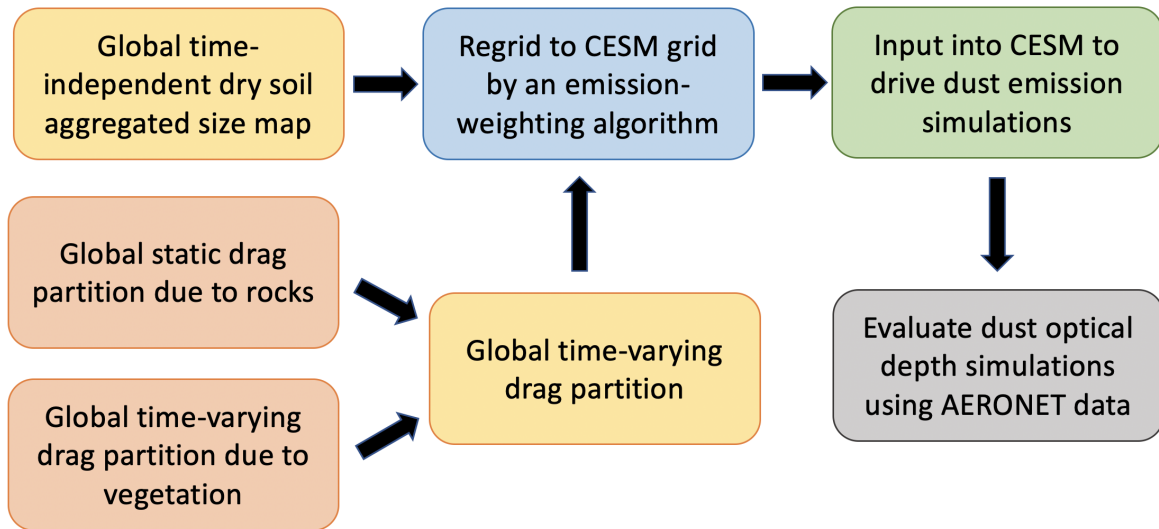 Global time-
independent dry soil
aggregated size map
Regrid to CESM grid
by an emission-
weighting algorithm
Input into CESM to
drive dust emission
simulations
Global static drag
partition due to rocks
Global time-varying
drag partition due to
vegetation
Global time-varying
drag partition
Evaluate dust optical
depth simulations
using AERONET data